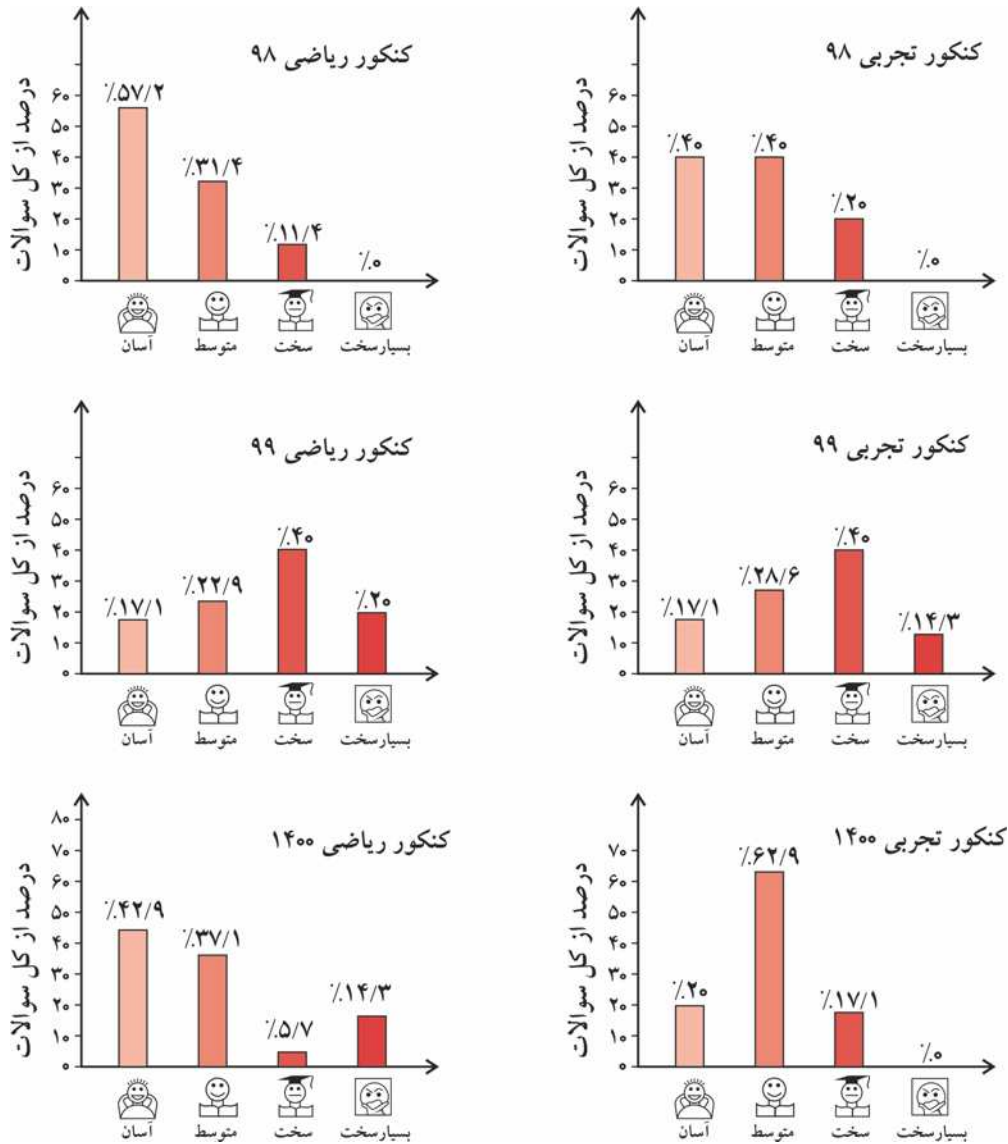 کنکور تجربی ۹۸
درصد از کل سوالات
۶۰
۵۰
۴۰
۳۰
۲۰
۱۰
۰
٪۴۰
٪۴۰
٪۲۰
٪۰
آسان
متوسط
سخت
بسیارسخت
کنکور ریاضی ۹۸
درصد از کل سوالات
۶۰
۵۰
۴۰
۳۰
۲۰
۱۰
۰
٪۵۷/۲
٪۳۱/۴
٪۱۱/۴
٪۰
آسان
متوسط
سخت
بسیارسخت
کنکور تجربی ۹۹
درصد از کل سوالات
۶۰
۵۰
۴۰
۳۰
۲۰
۱۰
۰
٪۱۷/۱
٪۲۸/۶
٪۴۰
٪۱۴/۳
آسان
متوسط
سخت
بسیارسخت
کنکور ریاضی ۹۹
درصد از کل سوالات
۶۰
۵۰
۴۰
۳۰
۲۰
۱۰
۰
٪۱۷/۱
٪۲۲/۹
٪۴۰
٪۲۰
آسان
متوسط
سخت
بسیارسخت
کنکور تجربی ۱۴۰۰
درصد از کل سوالات
۷۰
۶۰
۵۰
۴۰
۳۰
۲۰
۱۰
۰
٪۲۰
٪۶۲/۹
٪۱۷/۱
٪۰
آسان
متوسط
سخت
بسیارسخت
کنکور ریاضی ۱۴۰۰
درصد از کل سوالات
۸۰
۷۰
۶۰
۵۰
۴۰
۳۰
۲۰
۱۰
۰
٪۴۲/۹
٪۳۷/۱
٪۵/۷
٪۱۴/۳
آسان
متوسط
سخت
بسیارسخت